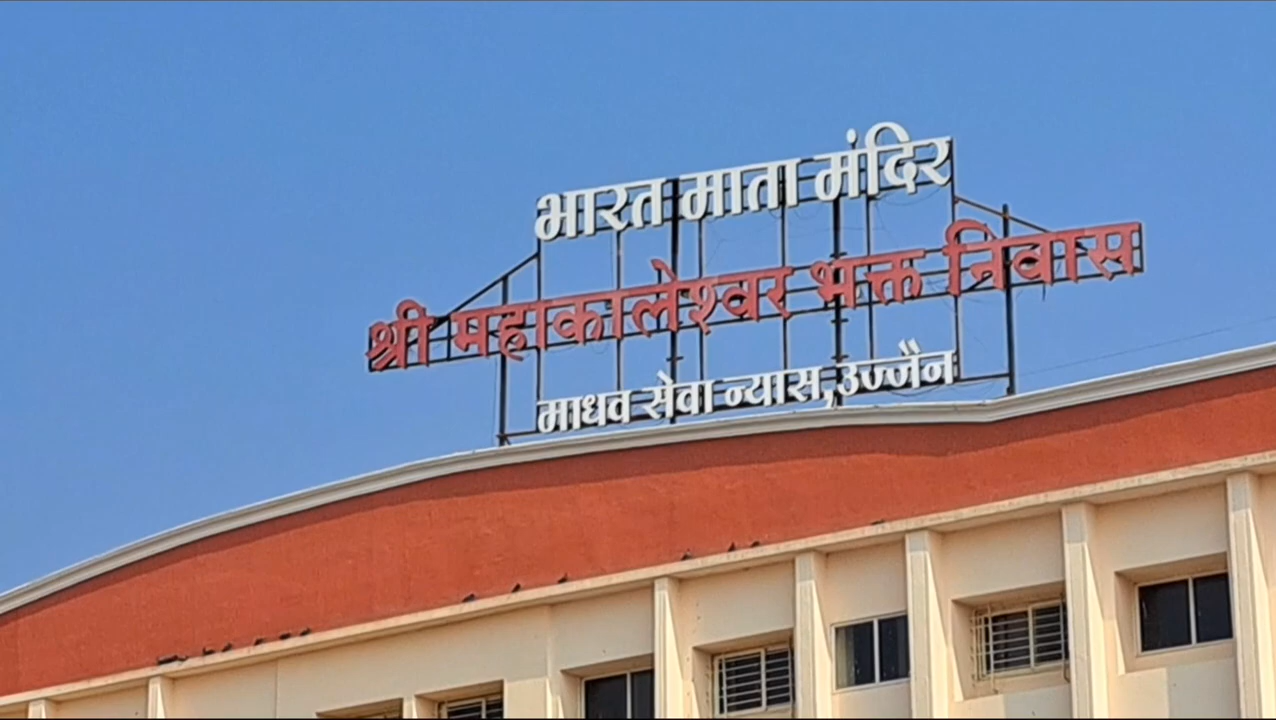 भारत माता मंदिर
श्री महाकालेश्वर भक्त निवास
माधव सेवा न्यास,उज्जैन